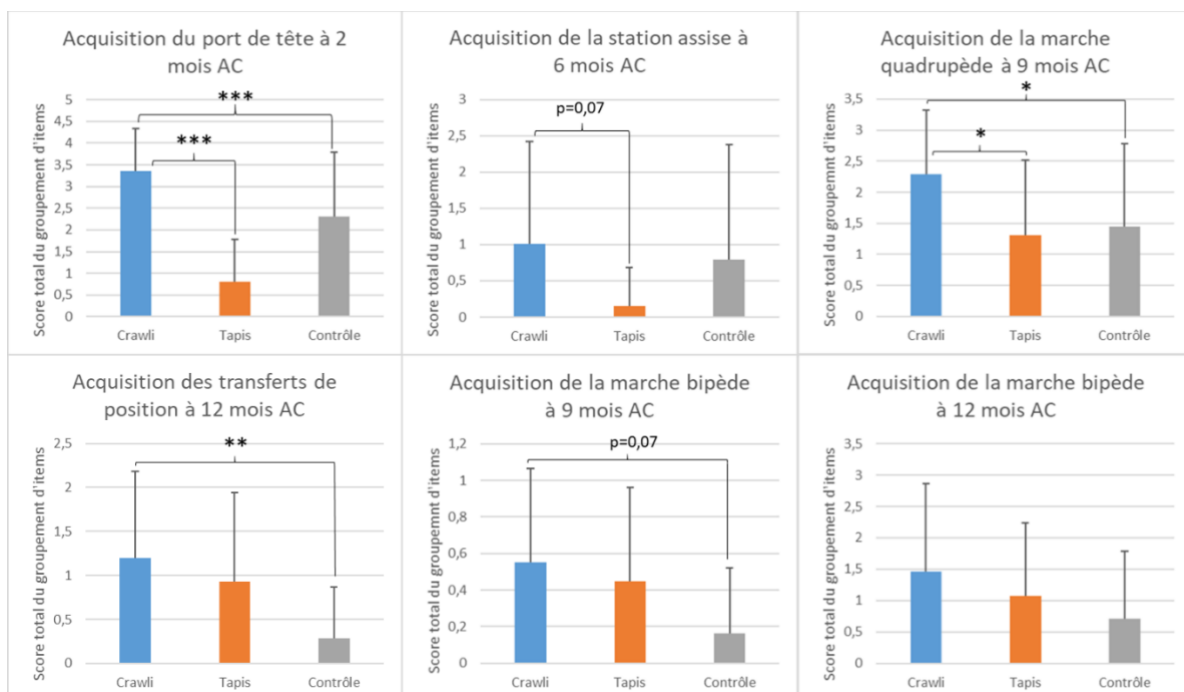 Acquisition du port de tête à 2
mois AC
Score total du groupement d'items
5
4,5
4
3,5
3
2,5
2
1,5
1
0,5
0
***
***
Crawli Tapis Contrôle
Acquisition de la station assise à
6 mois AC
Score total du groupement d'items
3
2,5
2
1,5
1
0,5
0
p=0,07
Crawli Tapis Contrôle
Acquisition de la marche
quadrupède à 9 mois AC
Score total du groupemnt d'items
3,5
3
2,5
2
1,5
1
0,5
0
*
*
Crawli Tapis Contrôle
Acquisition des transferts de
position à 12 mois AC
Score total du groupement d'items
2,5
2
1,5
1
0,5
0
**
Crawli Tapis Contrôle
Acquisition de la marche bipède
à 9 mois AC
Score total du groupemnt d'items
1,2
1
0,8
0,6
0,4
0,2
0
p=0,07
Crawli Tapis Contrôle
Acquisition de la marche bipède
à 12 mois AC
Score total du groupement d'items
3,5
3
2,5
2
1,5
1
0,5
0
Crawli Tapis Contrôle